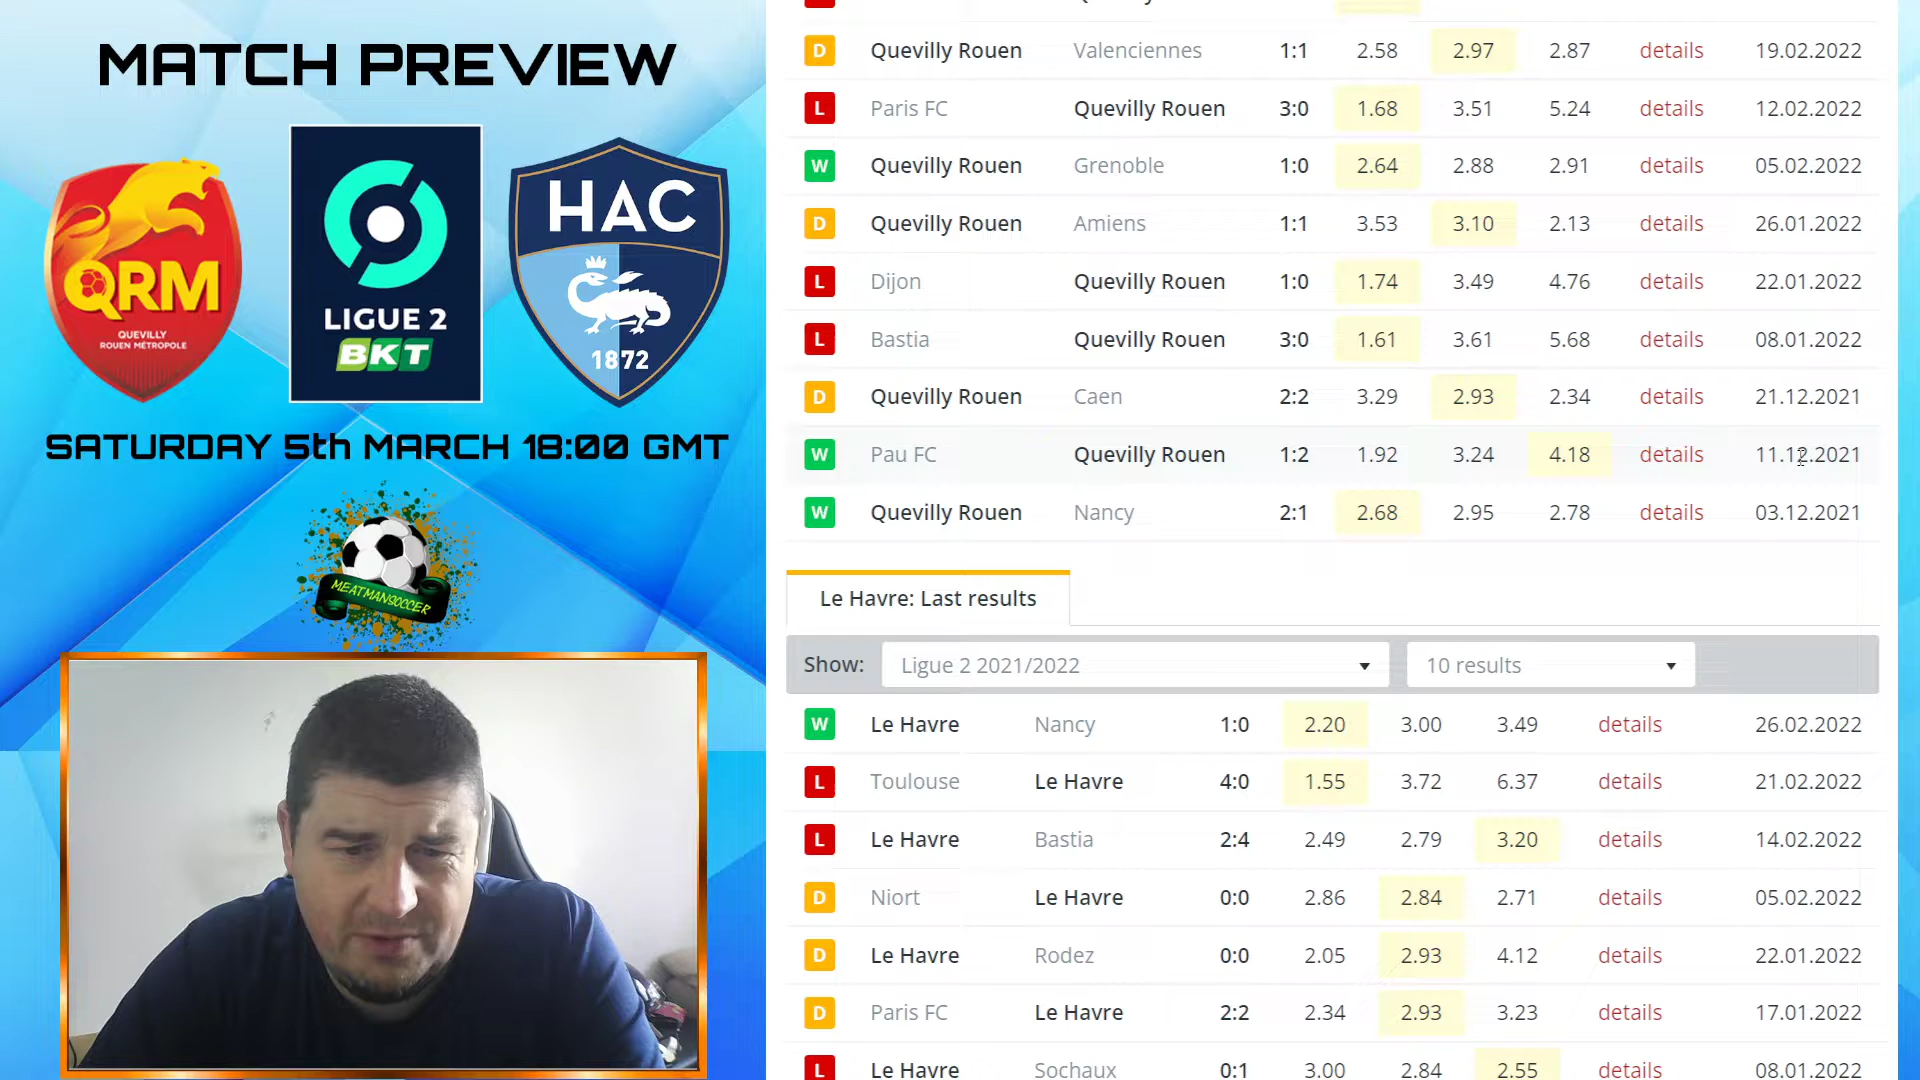 MATCH PREVIEW
QRM
QUEVILLY
ROUEN MÉTROPOLE
LIGUE 2
BKT
HAC
1872
SATURDAY 5th MARCH 18:00 GMT
MEATMANSOCCER
D Quevilly Rouen Valenciennes 1:1 2.58 2.97 2.87 details 19.02.2022
L Paris FC Quevilly Rouen 3:0 1.68 3.51 5.24 details 12.02.2022
W Quevilly Rouen Grenoble 1:0 2.64 2.88 2.91 details 05.02.2022
D Quevilly Rouen Amiens 1:1 3.53 3.10 2.13 details 26.01.2022
L Dijon Quevilly Rouen 1:0 1.74 3.49 4.76 details 22.01.2022
L Bastia Quevilly Rouen 3:0 1.61 3.61 5.68 details 08.01.2022
D Quevilly Rouen Caen 2:2 3.29 2.93 2.34 details 21.12.2021
W Pau FC Quevilly Rouen 1:2 1.92 3.24 4.18 details 11.12.2021
W Quevilly Rouen Nancy 2:1 2.68 2.95 2.78 details 03.12.2021
Le Havre: Last results
Show: Ligue 2 2021/2022 10 results
W Le Havre Nancy 1:0 2.20 3.00 3.49 details 26.02.2022
L Toulouse Le Havre 4:0 1.55 3.72 6.37 details 21.02.2022
L Le Havre Bastia 2:4 2.49 2.79 3.20 details 14.02.2022
D Niort Le Havre 0:0 2.86 2.84 2.71 details 05.02.2022
D Le Havre Rodez 0:0 2.05 2.93 4.12 details 22.01.2022
D Paris FC Le Havre 2:2 2.34 2.93 3.23 details 17.01.2022
L Le Havre Sochaux 0:1 3.00 2.84 2.55 details 08.01.2022